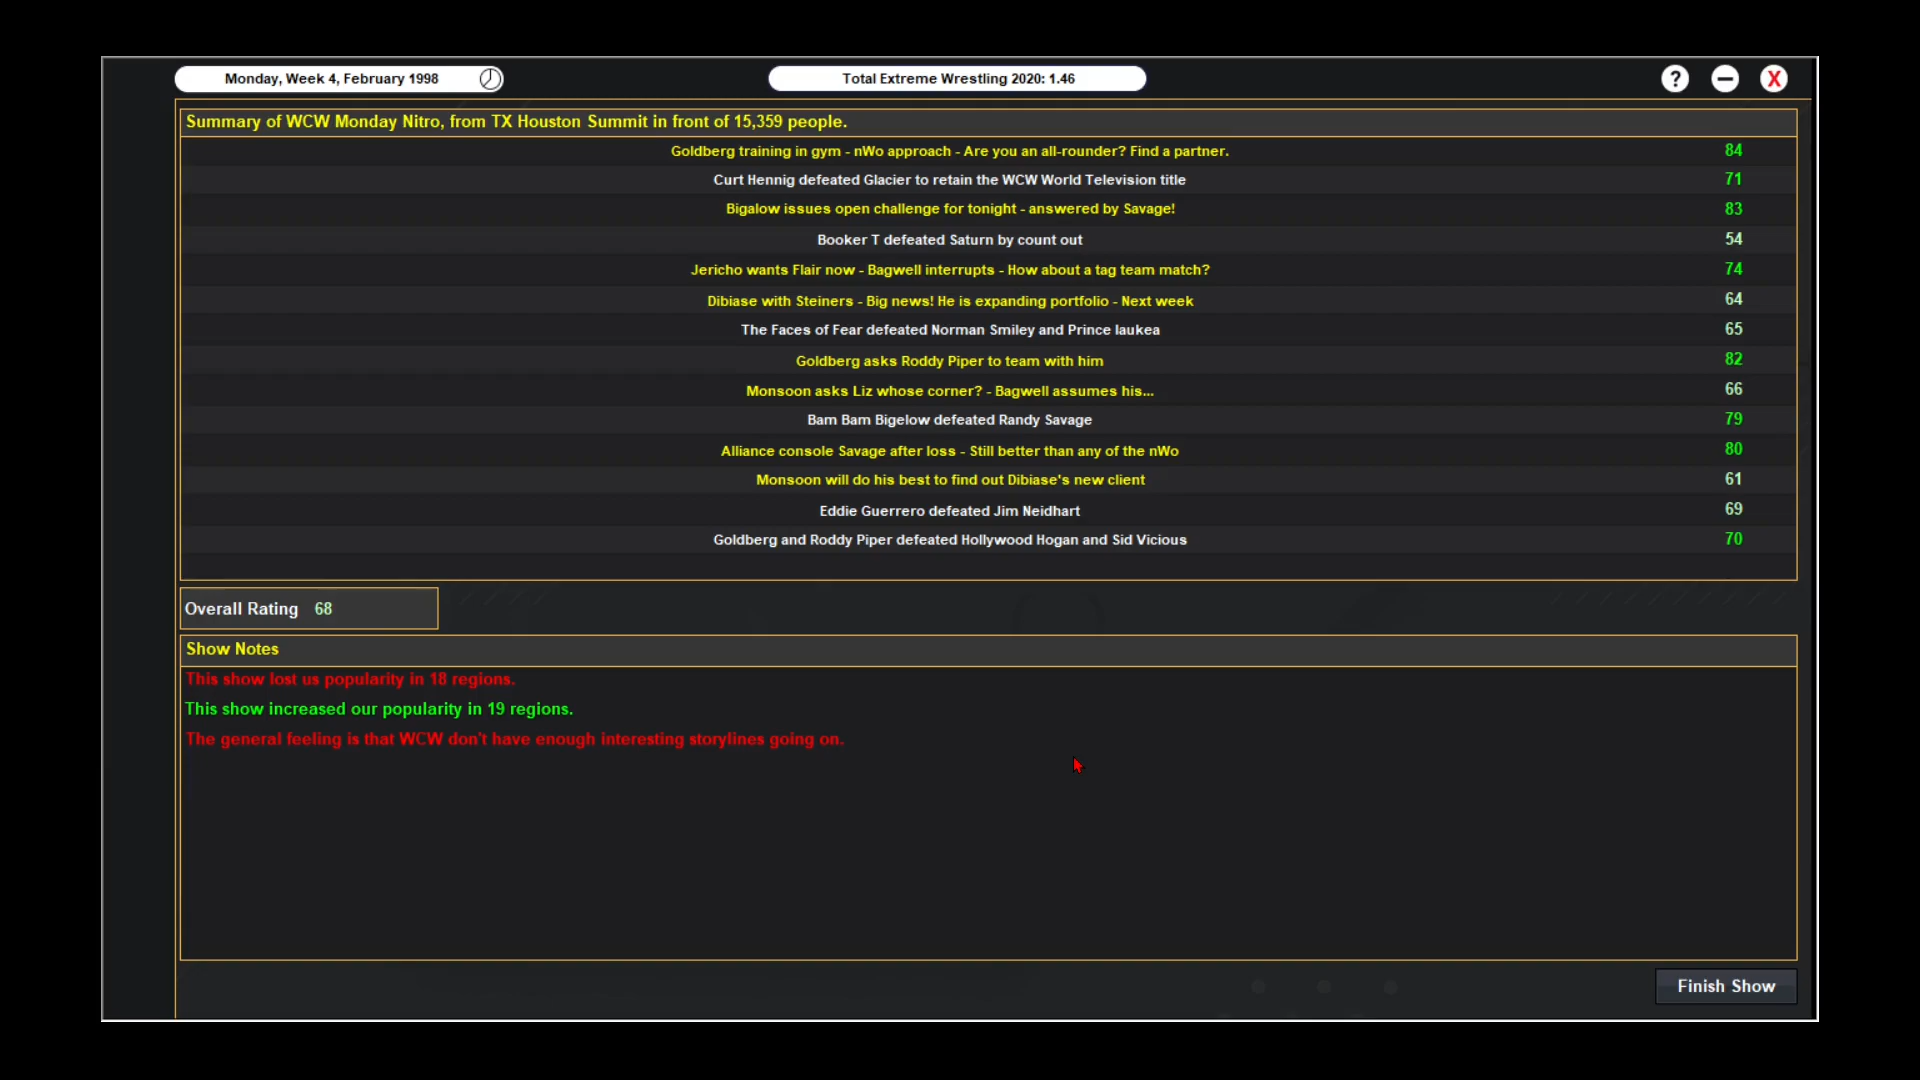 Monday, Week 4, February 1998
Total Extreme Wrestling 2020: 1.46
?
X
Summary of WCW Monday Nitro, from TX Houston Summit in front of 15,359 people.
Goldberg training in gym - nWo approach - Are you an all-rounder? Find a partner. 84
Curt Hennig defeated Glacier to retain the WCW World Television title 71
Bigalow issues open challenge for tonight - answered by Savage! 83
Booker T defeated Saturn by count out 54
Jericho wants Flair now - Bagwell interrupts - How about a tag team match? 74
Dibiase with Steiners - Big news! He is expanding portfolio - Next week 64
The Faces of Fear defeated Norman Smiley and Prince Iaukea 65
Goldberg asks Roddy Piper to team with him 82
Monsoon asks Liz whose corner? - Bagwell assumes his... 66
Bam Bam Bigelow defeated Randy Savage 79
Alliance console Savage after loss - Still better than any of the nWo 80
Monsoon will do his best to find out Dibiase's new client 61
Eddie Guerrero defeated Jim Neidhart 69
Goldberg and Roddy Piper defeated Hollywood Hogan and Sid Vicious 70
Overall Rating 68
Show Notes
This show lost us popularity in 18 regions.
This show increased our popularity in 19 regions.
The general feeling is that WCW don't have enough interesting storylines going on.
Finish Show